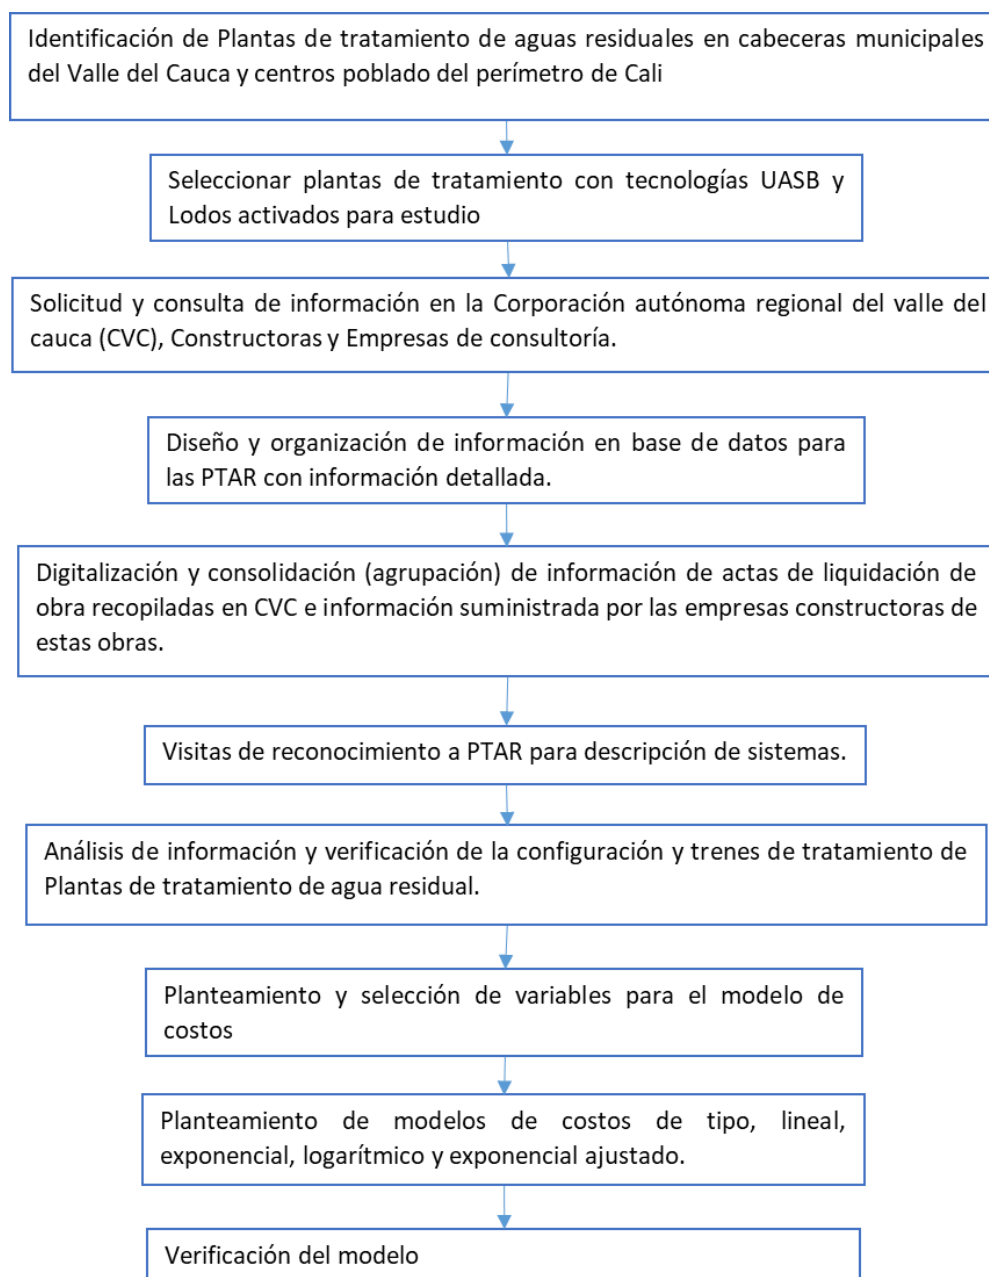 Identificación de Plantas de tratamiento de aguas residuales en cabeceras municipales
del Valle del Cauca y centros poblado del perímetro de Cali
Seleccionar plantas de tratamiento con tecnologías UASB y
Lodos activados para estudio
Solicitud y consulta de información en la Corporación autónoma regional del valle del
cauca (CVC), Constructoras y Empresas de consultoría.
Diseño y organización de información en base de datos para
las PTAR con información detallada.
Digitalización y consolidación (agrupación) de información de actas de liquidación de
obra recopiladas en CVC e información suministrada por las empresas constructoras de
estas obras.
Visitas de reconocimiento a PTAR para descripción de sistemas.
Análisis de información y verificación de la configuración y trenes de tratamiento de
Plantas de tratamiento de agua residual.
Planteamiento y selección de variables para el modelo de
costos
Planteamiento de modelos de costos de tipo, lineal,
exponencial, logarítmico y exponencial ajustado.
Verificación del modelo